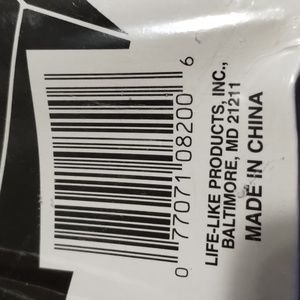 0 77071 08200 6
LIFE-LIKE PRODUCTS, INC.,
BALTIMORE, MD 21211
MADE IN CHINA